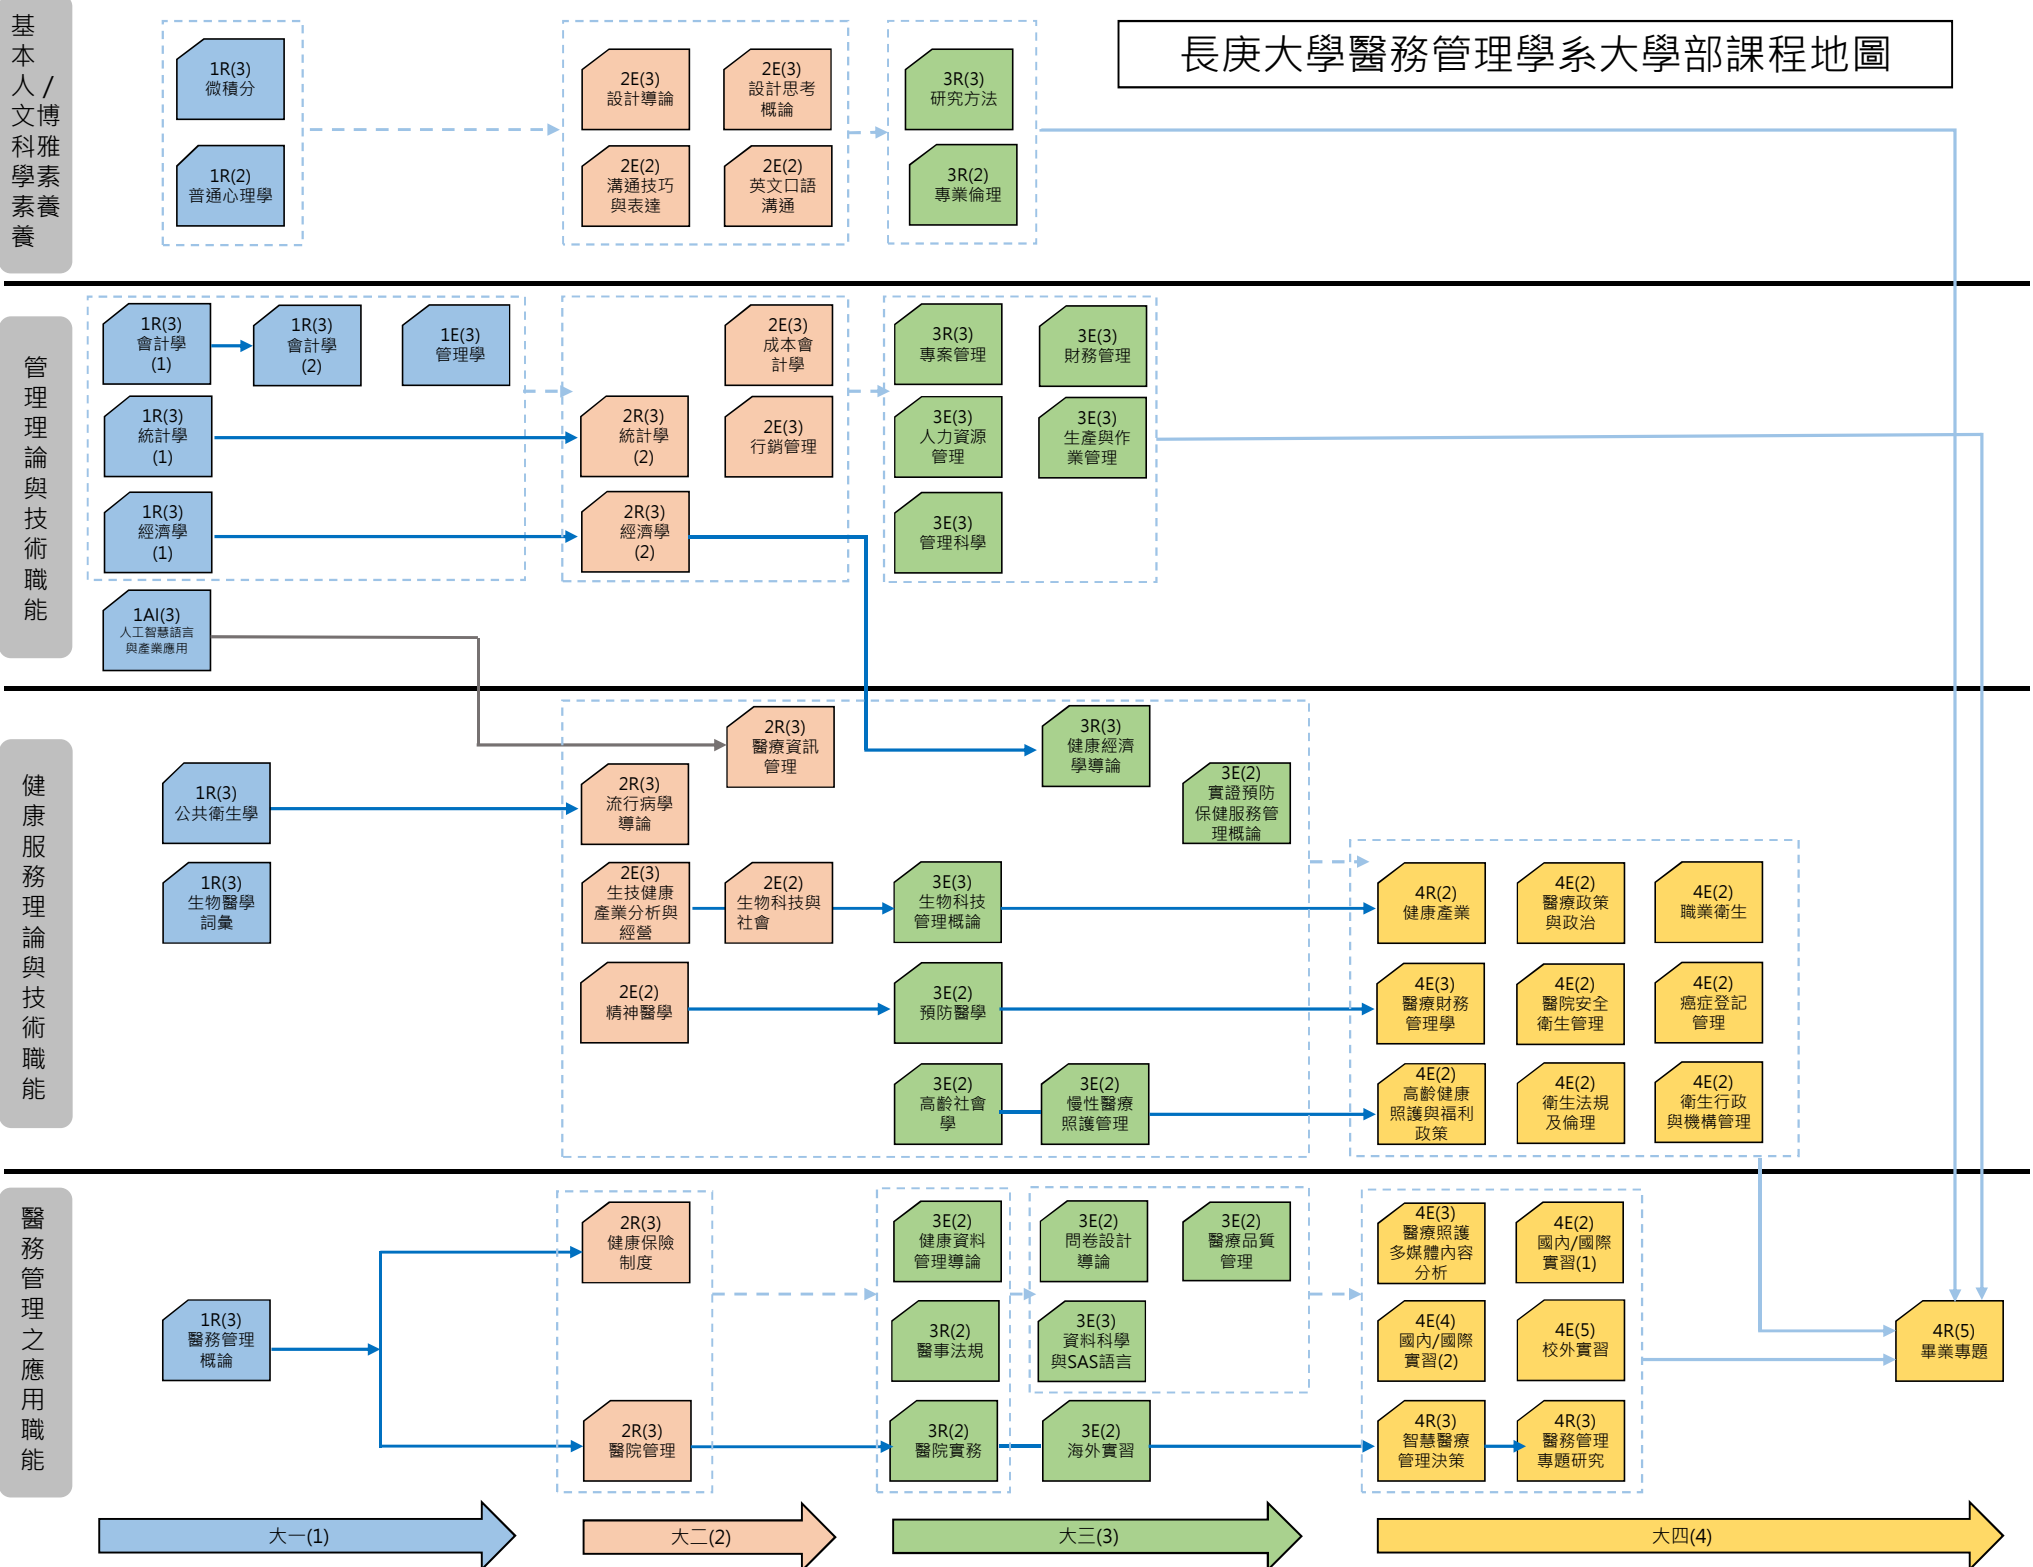 長庚大學醫務管理學系大學部課程地圖
基本人文科學素養/博雅素養
1R(3)
微積分
1R(2)
普通心理學
2E(3)
設計導論
2E(3)
設計思考
概論
2E(2)
溝通技巧
與表達
2E(2)
英文口語
溝通
3R(3)
研究方法
3R(2)
專業倫理
管理理論與技術職能
1R(3)
會計學
(1)
1R(3)
會計學
(2)
1E(3)
管理學
1R(3)
統計學
(1)
1R(3)
經濟學
(1)
1AI(3)
人工智慧語言
與產業應用
2E(3)
成本會
計學
2R(3)
統計學
(2)
2E(3)
行銷管理
2R(3)
經濟學
(2)
3R(3)
專案管理
3E(3)
財務管理
3E(3)
人力資源
管理
3E(3)
生產與作
業管理
3E(3)
管理科學
健康服務理論與技術職能
1R(3)
公共衛生學
1R(3)
生物醫學
詞彙
2R(3)
醫療資訊
管理
2R(3)
流行病學
導論
2E(3)
生技健康
產業分析與
經營
2E(2)
生物科技與
社會
2E(2)
精神醫學
3R(3)
健康經濟
學導論
3E(2)
實證預防
保健服務管
理概論
3E(3)
生物科技
管理概論
3E(2)
預防醫學
3E(2)
高齡社會
學
3E(2)
慢性醫療
照護管理
4R(2)
健康產業
4E(2)
醫療政策
與政治
4E(2)
職業衛生
4E(3)
醫療財務
管理學
4E(2)
醫院安全
衛生管理
4E(2)
癌症登記
管理
4E(2)
高齡健康
照護與福利
政策
4E(2)
衛生法規
及倫理
4E(2)
衛生行政
與機構管理
醫務管理之應用職能
1R(3)
醫務管理
概論
2R(3)
健康保險
制度
2R(3)
醫院管理
3E(2)
健康資料
管理導論
3R(2)
醫事法規
3R(2)
醫院實務
3E(2)
問卷設計
導論
3E(2)
醫療品質
管理
3E(3)
資料科學
與SAS語言
3E(2)
海外實習
4E(3)
醫療照護
多媒體內容
分析
4E(2)
國內/國際
實習(1)
4E(4)
國內/國際
實習(2)
4E(5)
校外實習
4R(3)
智慧醫療
管理決策
4R(3)
醫務管理
專題研究
4R(5)
畢業專題
大一(1)
大二(2)
大三(3)
大四(4)